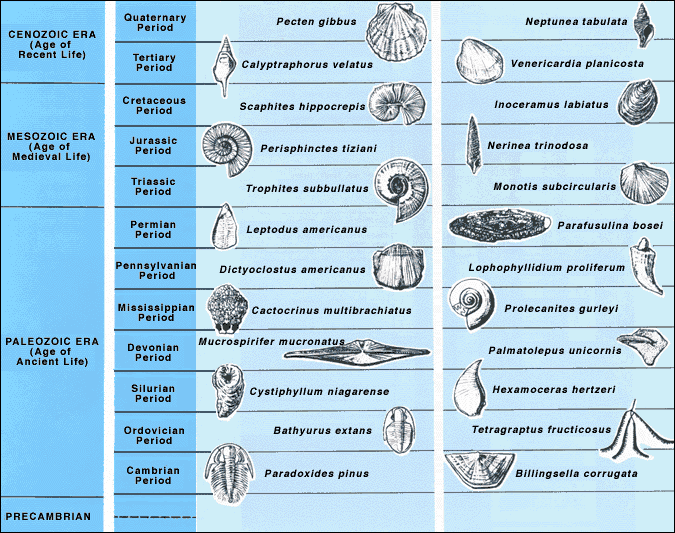 CENOZOIC ERA
(Age of
Recent Life)
Quaternary
Period
Pecten gibbus
Neptunea tabulata
Tertiary
Period
Calyptraphorus velatus
Venericardia planicosta
MESOZOIC ERA
(Age of
Medieval Life)
Cretaceous
Period
Scaphites hippocrepis
Inoceramus labiatus
Jurassic
Period
Perisphinctes tiziani
Nerinea trinodosa
Triassic
Period
Trophites subbullatus
Monotis subcircularis
PALEOZOIC ERA
(Age of
Ancient Life)
Permian
Period
Leptodus americanus
Parafusulina bosei
Pennsylvanian
Period
Dictyoclostus americanus
Lophophyllidium proliferum
Mississippian
Period
Cactocrinus multibrachiatus
Prolecanites gurleyi
Devonian
Period
Mucrospirifer mucronatus
Palmatolepus unicornis
Silurian
Period
Cystiphyllum niagarense
Hexamoceras hertzeri
Ordovician
Period
Bathyurus extans
Tetragraptus fructicosus
Cambrian
Period
Paradoxides pinus
Billingsella corrugata
PRECAMBRIAN